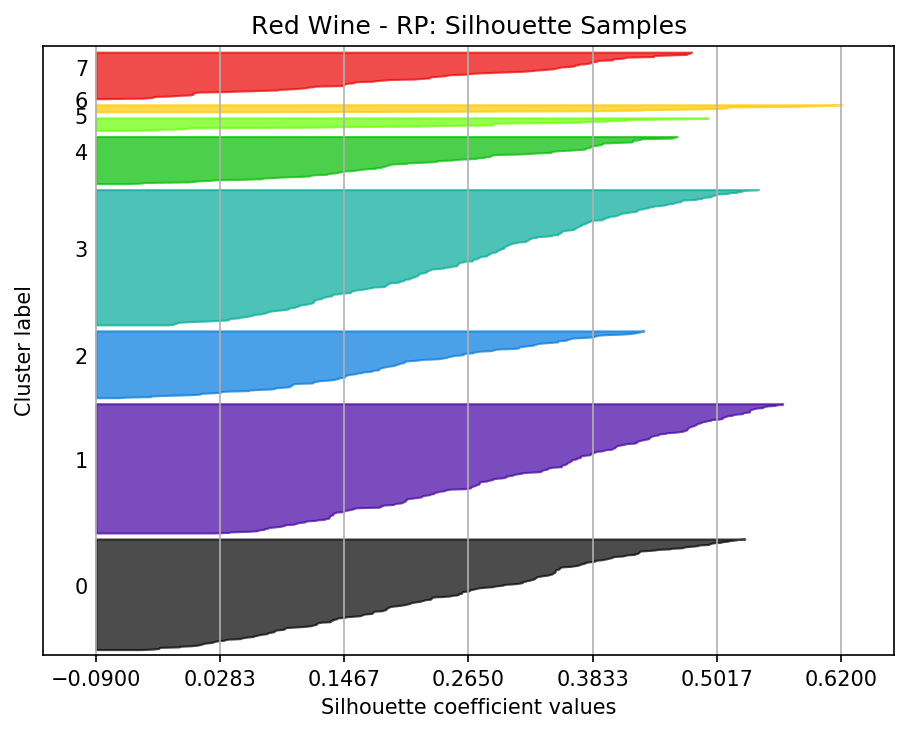 Red Wine - RP: Silhouette Samples
Cluster label
7
6
5
4
3
2
1
0
−0.0900 0.0283 0.1467 0.2650 0.3833 0.5017 0.6200
Silhouette coefficient values